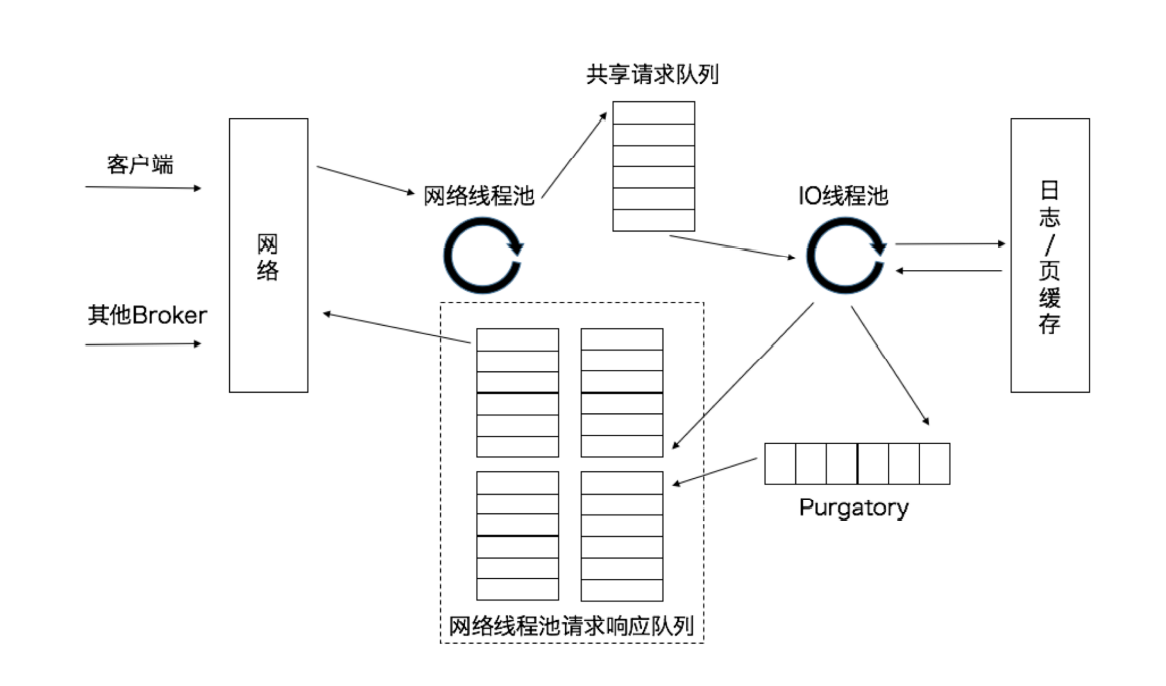 共享请求队列
客户端
网络线程池
IO线程池
网络
日志/页缓存
其他Broker
Purgatory
网络线程池请求响应队列